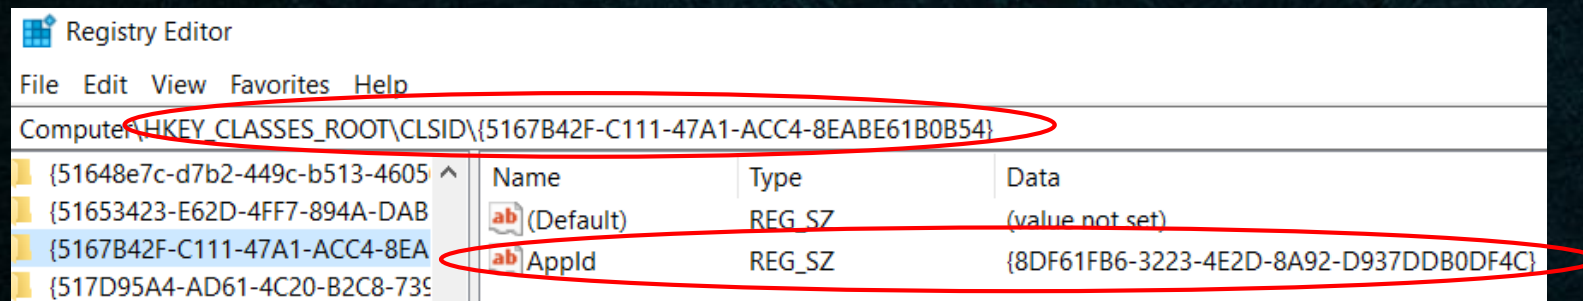 Registry Editor
File Edit View Favorites Help
Computer\HKEY_CLASSES_ROOT\CLSID\{5167B42F-C111-47A1-ACC4-8EABE61B0B54}
{51648e7c-d7b2-449c-b513-4605
{51653423-E62D-4FF7-894A-DAB
{5167B42F-C111-47A1-ACC4-8EA
{517D95A4-AD61-4C20-B2C8-739
Name Type Data
ab (Default) REG_SZ (value not set)
ab AppId REG_SZ {8DF61FB6-3223-4E2D-8A92-D937DDB0DF4C}